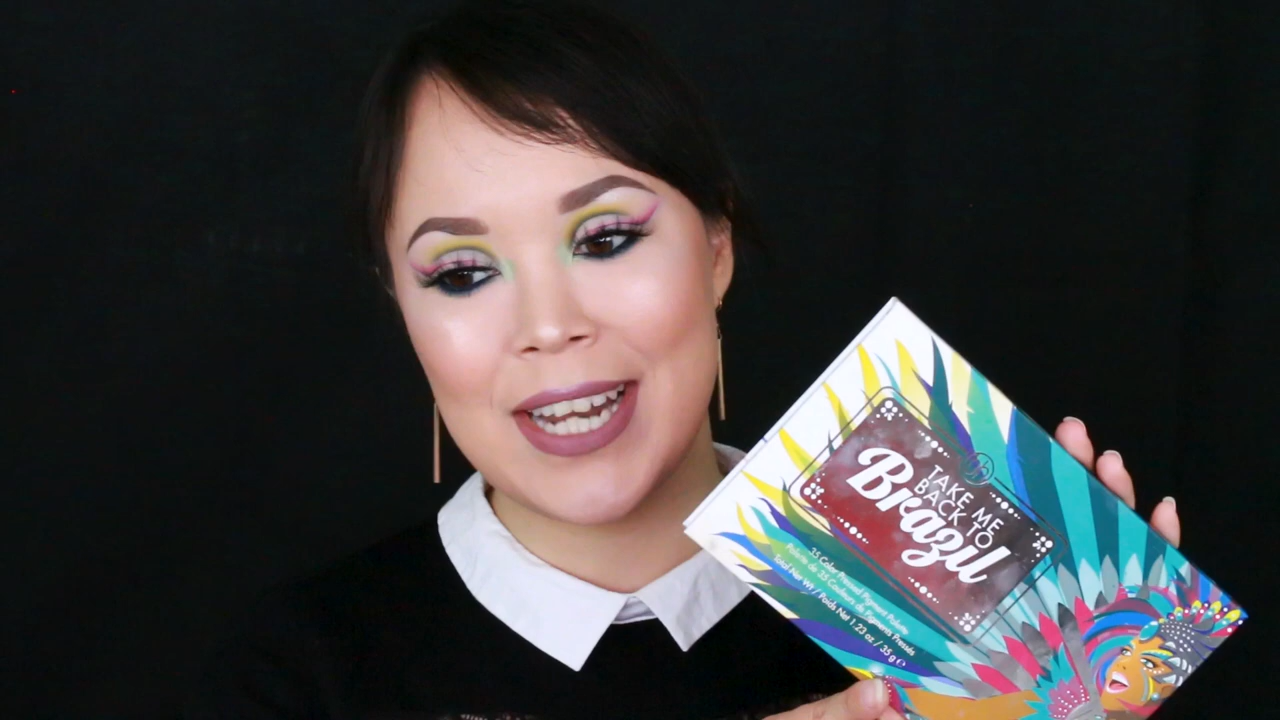 bh
TAKE ME
BACK TO
Brazil
35 Color Pressed Pigment Palette
Palette de 35 Couleurs de Pigments Pressés
Total Net Wt / Poids Net 1.23 oz / 35 g e